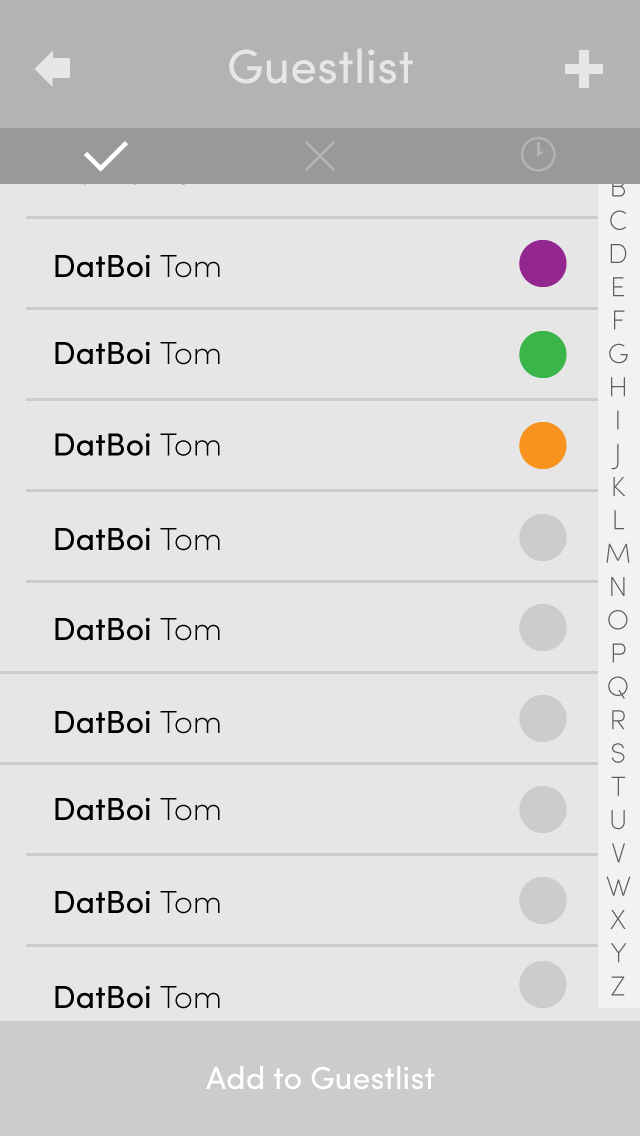 Guestlist
DatBoi Tom
DatBoi Tom
DatBoi Tom
DatBoi Tom
DatBoi Tom
DatBoi Tom
DatBoi Tom
DatBoi Tom
DatBoi Tom
B
C
D
E
F
G
H
I
J
K
L
M
N
O
P
Q
R
S
T
U
V
W
X
Y
Z
Add to Guestlist